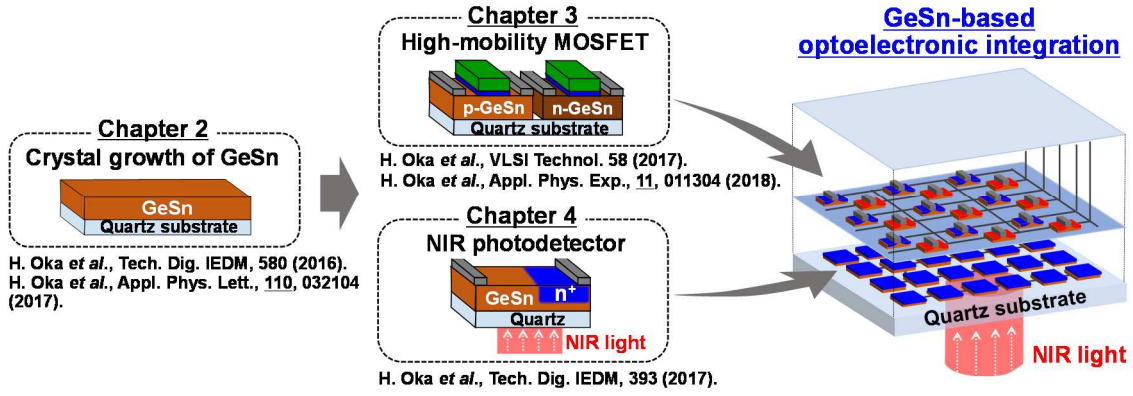 Chapter 2
Crystal growth of GeSn
GeSn
Quartz substrate
H. Oka et al., Tech. Dig. IEDM, 580 (2016).
H. Oka et al., Appl. Phys. Lett., 110, 032104
(2017).
Chapter 3
High-mobility MOSFET
p-GeSn
n-GeSn
Quartz substrate
H. Oka et al., VLSI Technol. 58 (2017).
H. Oka et al., Appl. Phys. Exp., 11, 011304 (2018).
Chapter 4
NIR photodetector
GeSn
n+
Quartz
NIR light
H. Oka et al., Tech. Dig. IEDM, 393 (2017).
GeSn-based
optoelectronic integration
Quartz substrate
NIR light